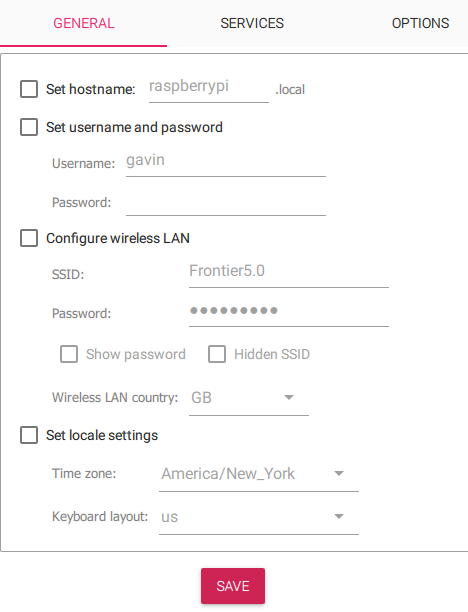 GENERAL SERVICES OPTIONS
Set hostname: raspberrypi .local
Set username and password
Username: gavin
Password:
Configure wireless LAN
SSID: Frontier5.0
Password: ●●●●●●●●●
Show password Hidden SSID
Wireless LAN country: GB
Set locale settings
Time zone: America/New_York
Keyboard layout: us
SAVE